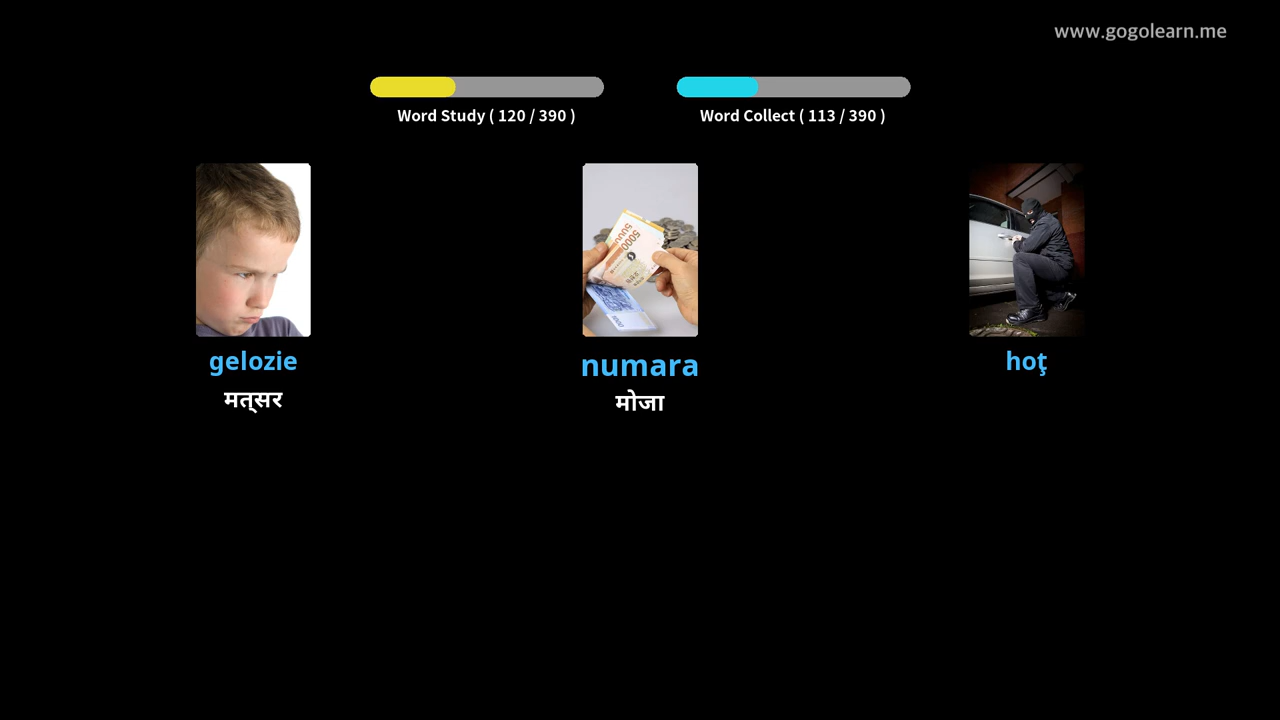 www.gogolearn.me
Word Study ( 120 / 390 )
Word Collect ( 113 / 390 )
gelozie
numara
hoţ
मत्सर
मोजा